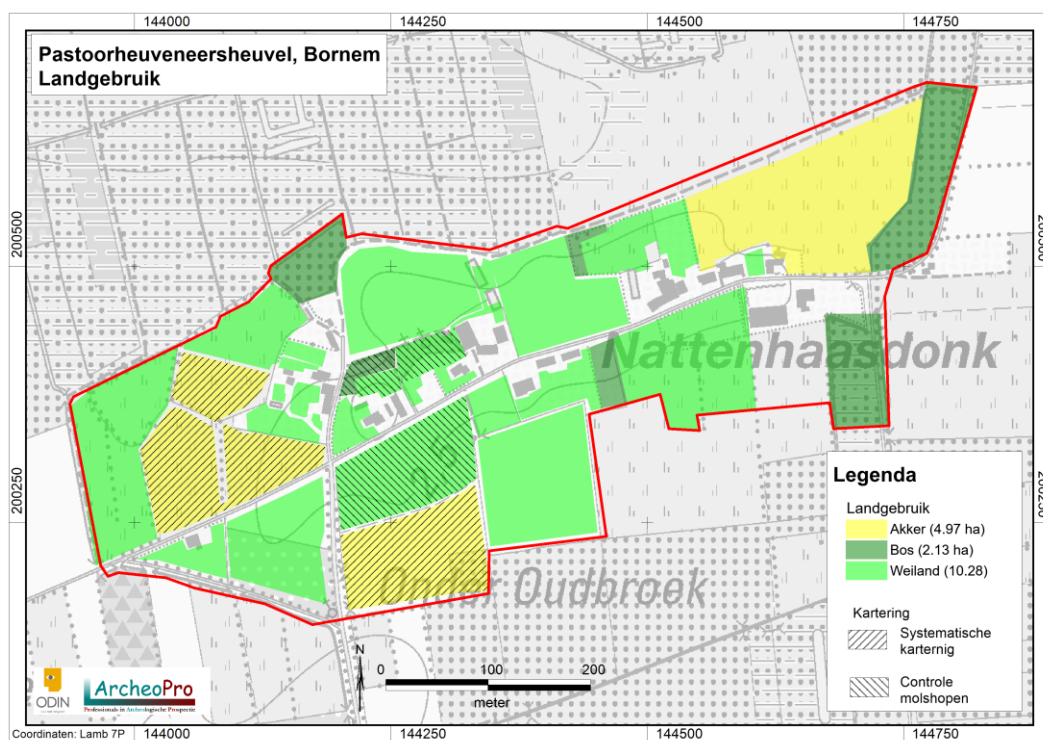 144000 144250 144500 144750
Pastoorheuveneersheuvel, Bornem
Landgebruik
200500
200500
Nattenhaasdonk
200250
200250
Onder Oudbroek
Legenda
Landgebruik
Akker (4.97 ha)
Bos (2.13 ha)
Weiland (10.28)
Kartering
Systematische
karternig
Controle
molshopen
N
0 100 200
meter
ODIN
ArcheoPro
Professionals in Archeologische Prospectie
144000 144250 144500 144750
Coordinaten: Lamb 7P